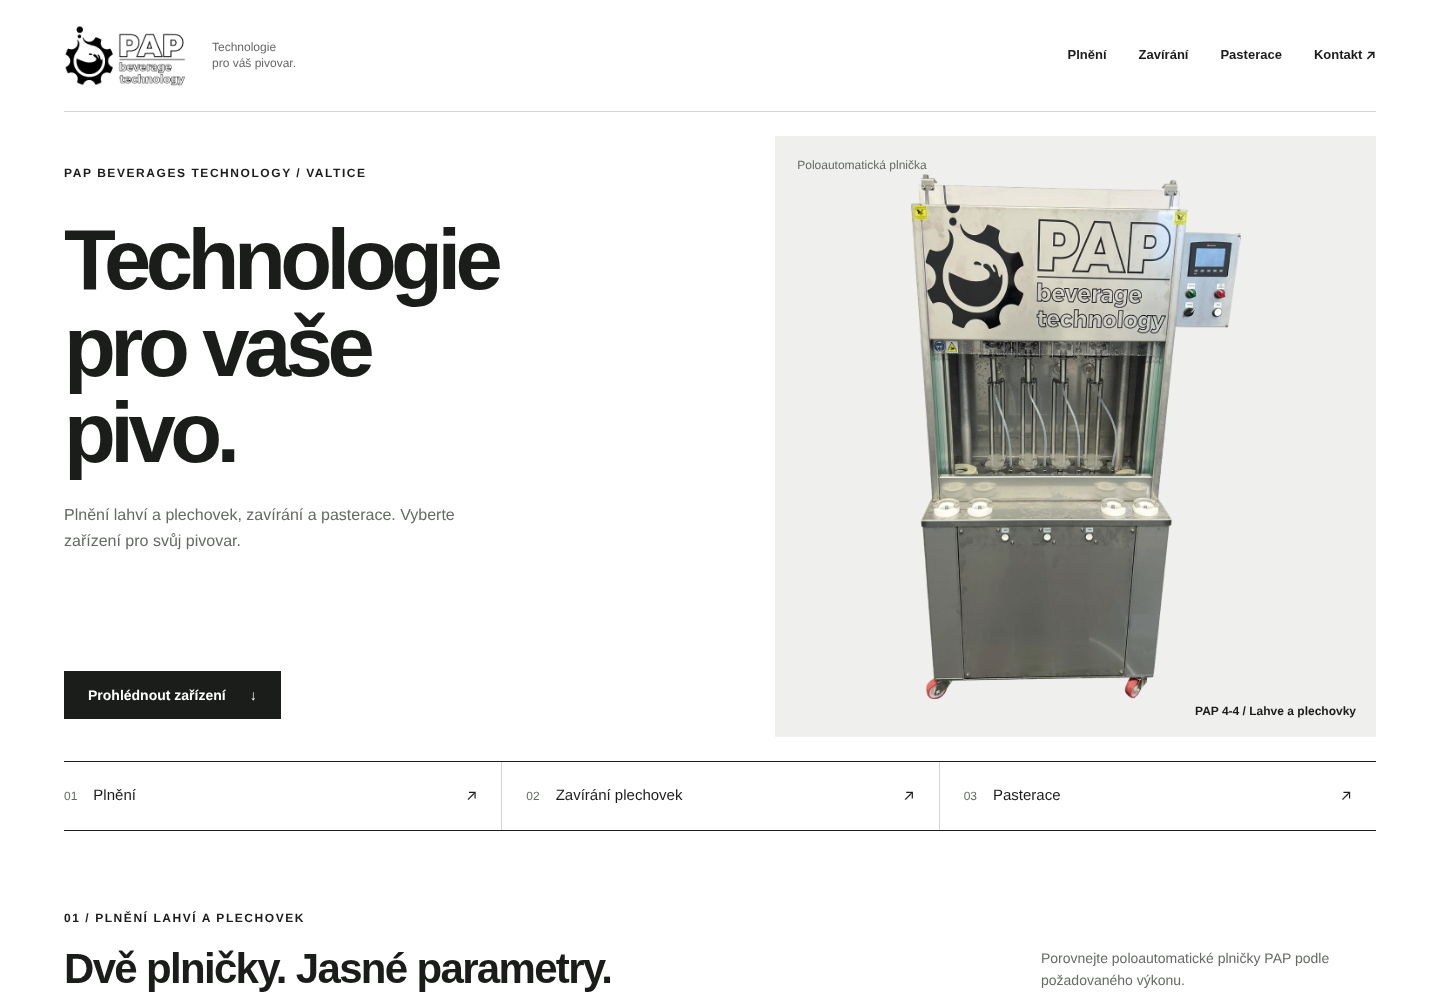 PAP
beverage
technology
Technologie
pro váš pivovar.
Plnění
Zavírání
Pasterace
Kontakt ↗
PAP BEVERAGES TECHNOLOGY / VALTICE
Technologie
pro vaše
pivo.
Plnění lahví a plechovek, zavírání a pasterace. Vyberte
zařízení pro svůj pivovar.
Prohlédnout zařízení ↓
Poloautomatická plnička
PAP
beverage
technology
PAP 4-4 / Lahve a plechovky
01 Plnění ↗
02 Zavírání plechovek ↗
03 Pasterace ↗
01 / PLNĚNÍ LAHVÍ A PLECHOVEK
Dvě plničky. Jasné parametry.
Porovnejte poloautomatické plničky PAP podle
požadovaného výkonu.